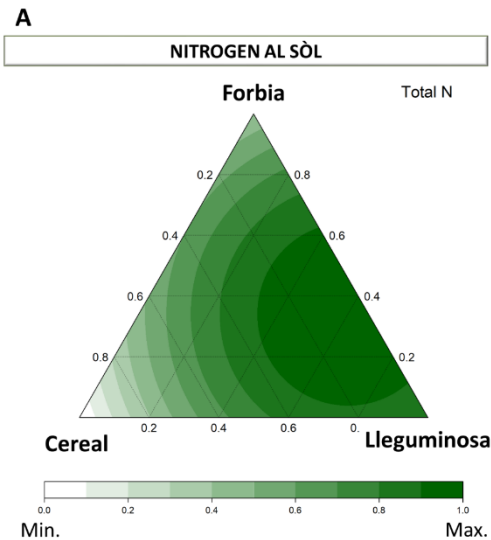 A
NITROGEN AL SÒL
Forbia
Total N
0.2 0.8
0.4 0.6
0.6 0.4
0.8 0.2
0.2 0.4 0.6 0.
Cereal Lleguminosa
0.0 0.2 0.4 0.6 0.8 1.0
Min. Max.